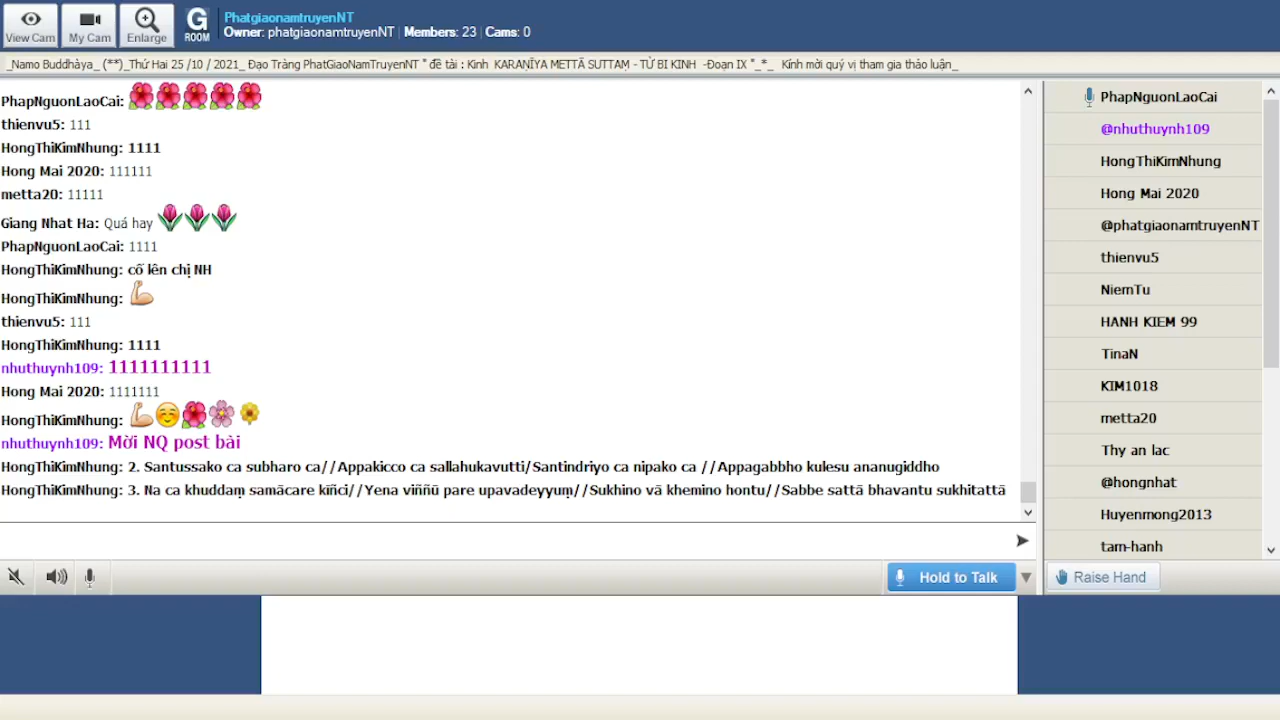 View Cam
My Cam
Enlarge
G
ROOM
PhatgiaonamtruyenNT
Owner: phatgiaonamtruyenNT | Members: 23 | Cams: 0
_Namo Buddhàya_ (**)_Thứ Hai 25 /10 / 2021_ Đạo Tràng PhatGiaoNamTruyenNT " đề tài : Kinh KARAṆĪYA METTĀ SUTTAṂ - TỪ BI KINH -Đoạn IX "_*_ Kính mời quý vị tham gia thảo luận_
PhapNguonLaoCai:
thienvu5: 111
HongThiKimNhung: 1111
Hong Mai 2020: 111111
metta20: 11111
Giang Nhat Ha: Quá hay
PhapNguonLaoCai: 1111
HongThiKimNhung: cố lên chị NH
HongThiKimNhung:
thienvu5: 111
HongThiKimNhung: 1111
nhuthuynh109: 1111111111
Hong Mai 2020: 1111111
HongThiKimNhung:
nhuthuynh109: Mời NQ post bài
HongThiKimNhung: 2. Santussako ca subharo ca//Appakicco ca sallahukavutti/Santindriyo ca nipako ca //Appagabbho kulesu ananugiddho
HongThiKimNhung: 3. Na ca khuddaṃ samācare kiñci//Yena viññū pare upavadeyyuṃ//Sukhino vā khemino hontu//Sabbe sattā bhavantu sukhitattā
Hold to Talk
PhapNguonLaoCai
@nhuthuynh109
HongThiKimNhung
Hong Mai 2020
@phatgiaonamtruyenNT
thienvu5
NiemTu
HANH KIEM 99
TinaN
KIM1018
metta20
Thy an lac
@hongnhat
Huyenmong2013
tam-hanh
Raise Hand